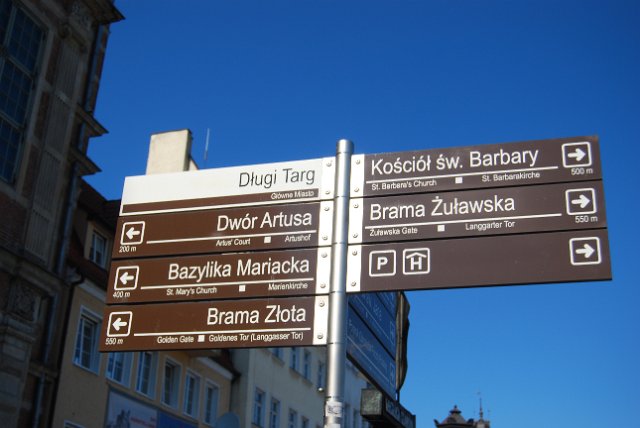 Długi Targ
Główne Miasto
Dwór Artusa
200 m
Artus' Court Artushof
Bazylika Mariacka
400 m
St. Mary's Church Marienkirche
Brama Złota
550 m
Golden Gate Goldenes Tor (Langgasser Tor)
Kościół św. Barbary
St. Barbara's Church St. Barbarakirche
500 m
Brama Żuławska
Żuławska Gate Langgarter Tor
550 m
P H